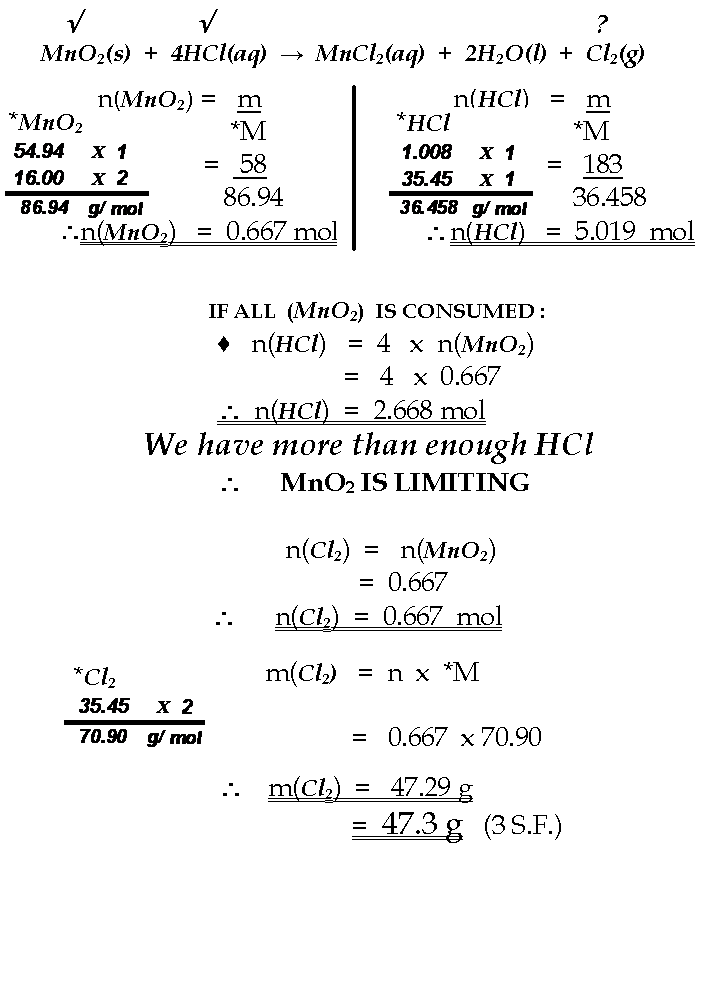 √ √ ?
MnO₂(s) + 4HCl(aq) → MnCl₂(aq) + 2H₂O(l) + Cl₂(g)
n(MnO₂) = m
*MnO₂ *M
54.94 X 1
16.00 X 2
= 58
86.94 g/mol
86.94
∴n(MnO₂) = 0.667 mol
n(HCl) = m
*HCl *M
1.008 X 1
35.45 X 1
= 183
36.458 g/mol
36.458
∴n(HCl) = 5.019 mol
IF ALL (MnO₂) IS CONSUMED :
♦ n(HCl) = 4 x n(MnO₂)
= 4 x 0.667
∴ n(HCl) = 2.668 mol
We have more than enough HCl
∴ MnO₂ IS LIMITING
n(Cl₂) = n(MnO₂)
= 0.667
∴ n(Cl₂) = 0.667 mol
*Cl₂
35.45 X 2
70.90 g/mol
m(Cl₂) = n x *M
= 0.667 x 70.90
∴ m(Cl₂) = 47.29 g
= 47.3 g (3 S.F.)